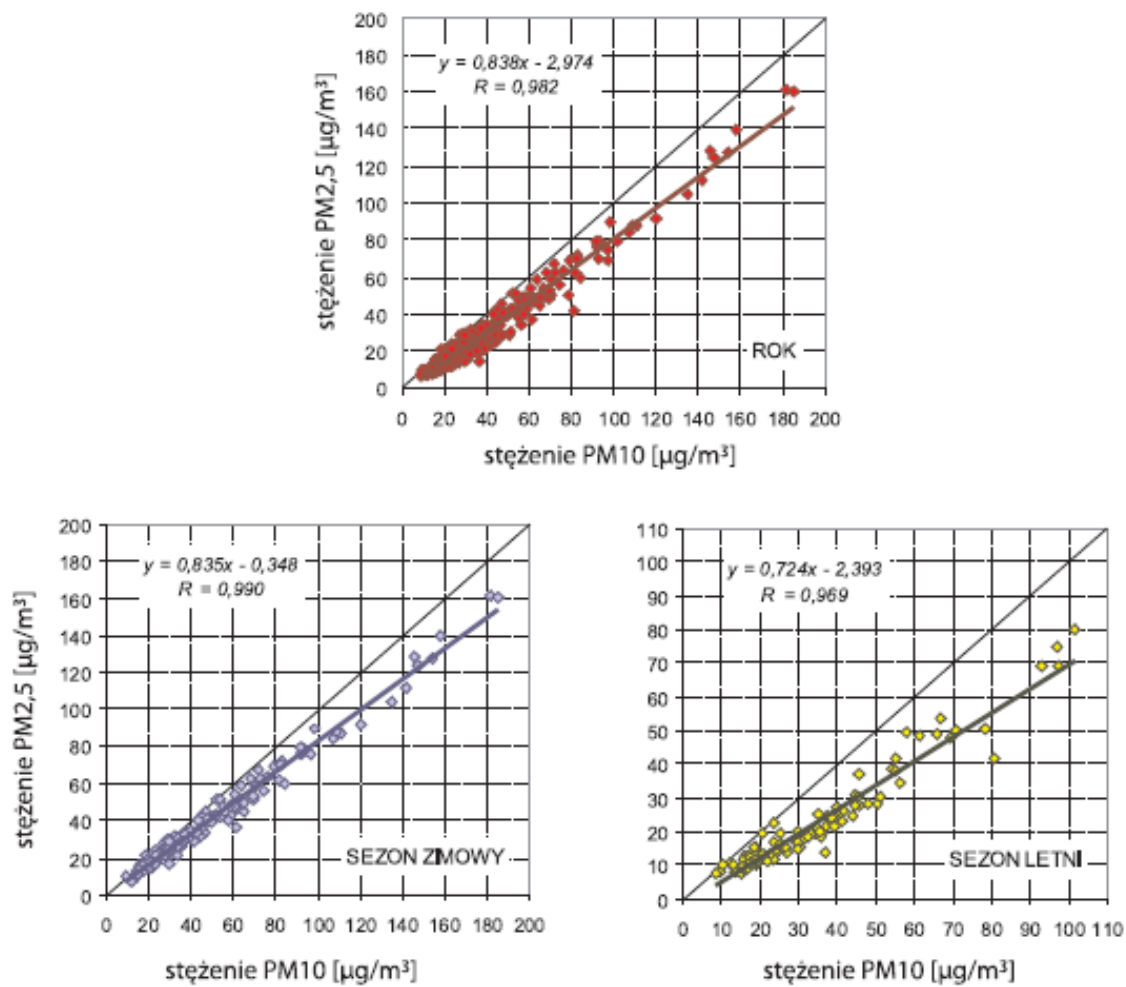 200
180
160
140
120
100
80
60
40
20
0
stężenie PM2,5 [µg/m³]
y = 0,838x - 2,974
R = 0,982
ROK
0 20 40 60 80 100 120 140 160 180 200
stężenie PM10 [µg/m³]
200
180
160
140
120
100
80
60
40
20
0
stężenie PM2,5 [µg/m³]
y = 0,835x - 0,348
R = 0,990
SEZON ZIMOWY
0 20 40 60 80 100 120 140 160 180 200
stężenie PM10 [µg/m³]
110
100
90
80
70
60
50
40
30
20
10
0
y = 0,724x - 2,393
R = 0,969
SEZON LETNI
0 10 20 30 40 50 60 70 80 90 100 110
stężenie PM10 [µg/m³]